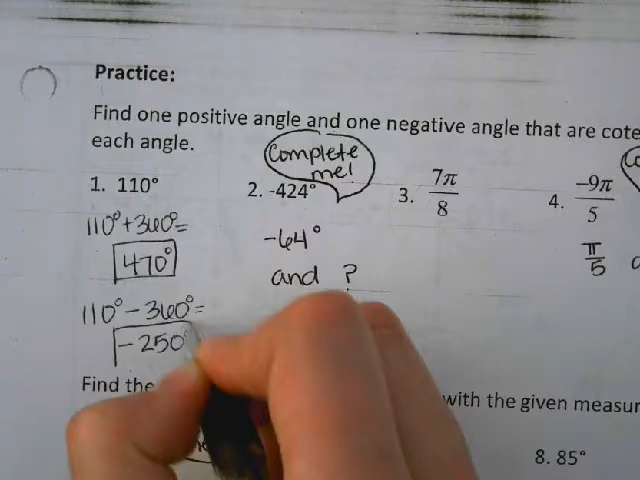 Practice:
Find one positive angle and one negative angle that are cote
each angle.
1. 110°
110°+360°=
470°
110°-360°=
-250°
Complete
me!
2. -424°
-64°
and ?
3. 7π/8
4. -9π/5
π/5
Find the
with the given measur
8. 85°